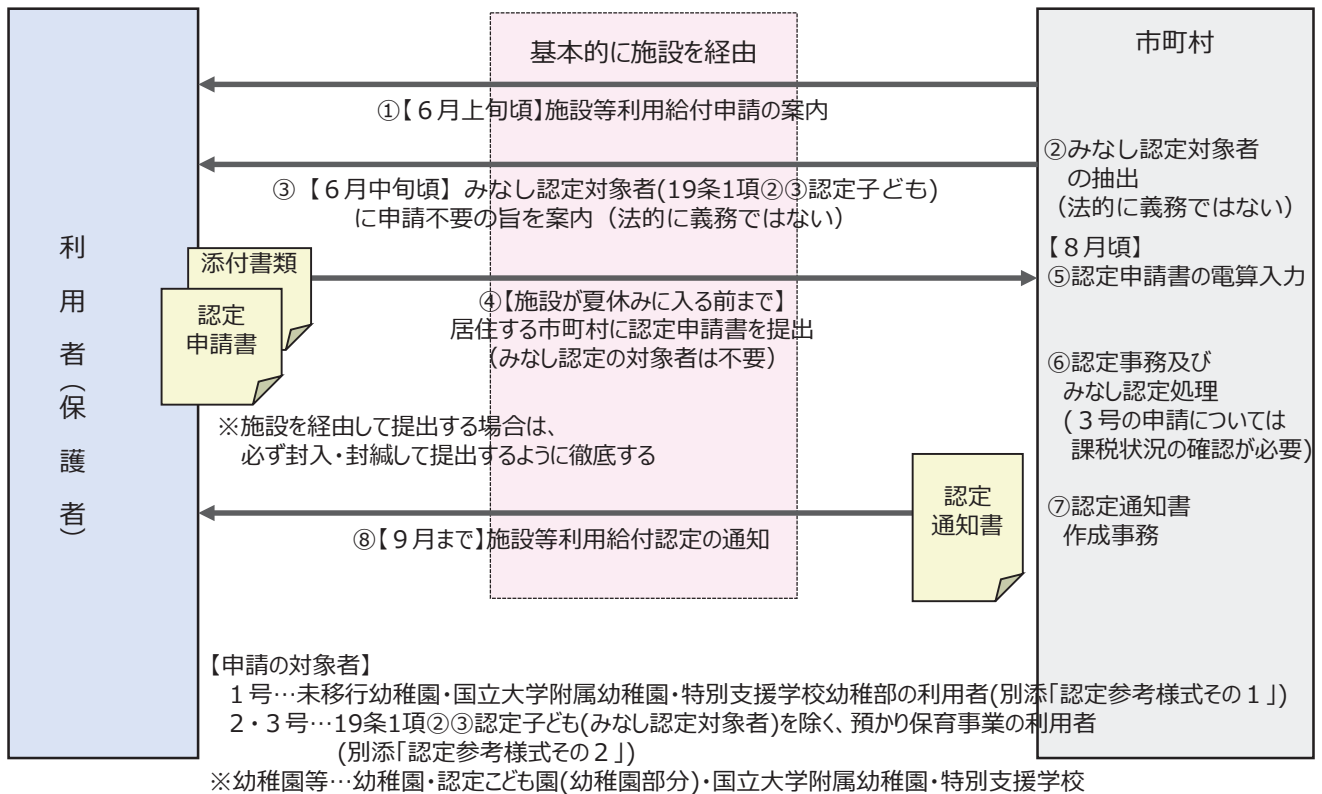 利用者(保護者)
基本的に施設を経由
市町村
①【6月上旬頃】施設等利用給付申請の案内
②みなし認定対象者
の抽出
(法的に義務ではない)
③【6月中旬頃】みなし認定対象者(19条1項②③認定子ども)
に申請不要の旨を案内(法的に義務ではない)
添付書類
認定
申請書
④【施設が夏休みに入る前まで】
居住する市町村に認定申請書を提出
(みなし認定の対象者は不要)
【8月頃】
⑤認定申請書の電算入力
※施設を経由して提出する場合は、
必ず封入・封緘して提出するように徹底する
⑥認定事務及び
みなし認定処理
(3号の申請については
課税状況の確認が必要)
認定
通知書
⑦認定通知書
作成事務
⑧【9月まで】施設等利用給付認定の通知
【申請の対象者】
1号…未移行幼稚園・国立大学附属幼稚園・特別支援学校幼稚部の利用者(別添「認定参考様式その1」)
2・3号…19条1項②③認定子ども(みなし認定対象者)を除く、預かり保育事業の利用者
(別添「認定参考様式その2」)
※幼稚園等…幼稚園・認定こども園(幼稚園部分)・国立大学附属幼稚園・特別支援学校